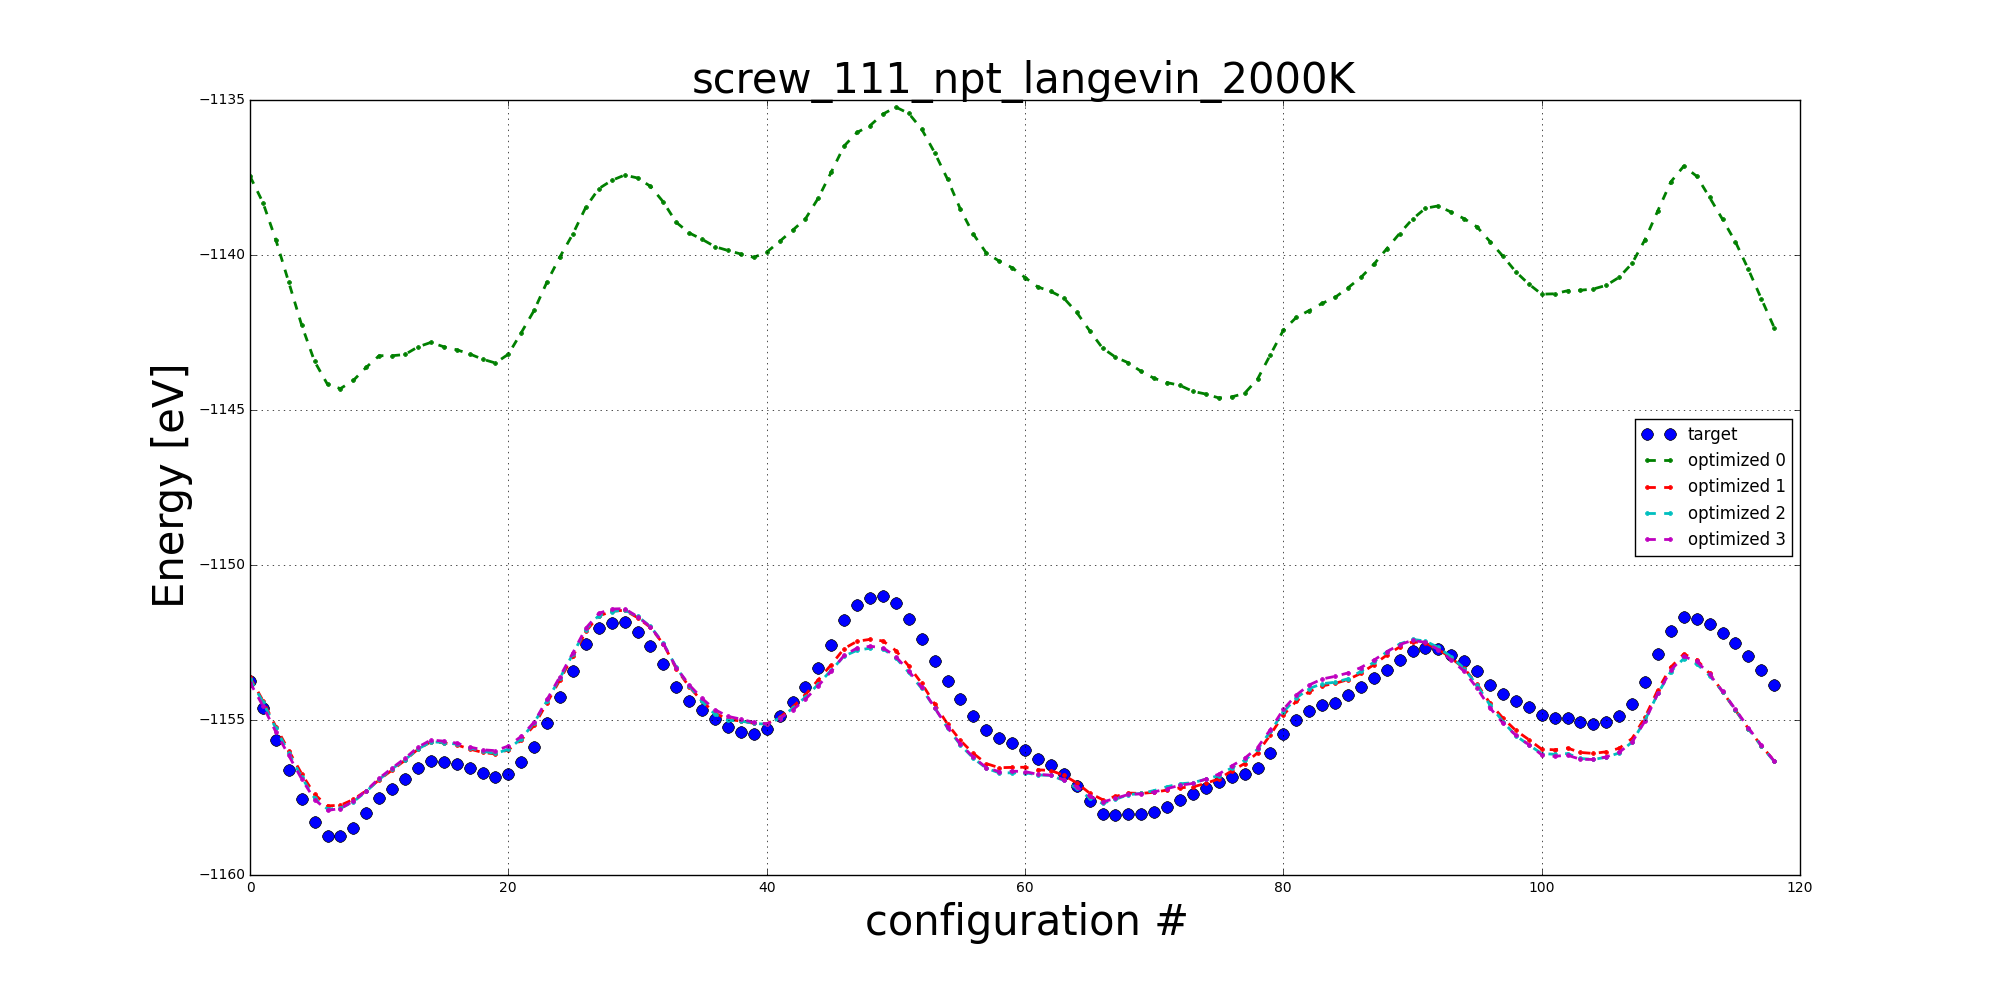 screw_111_npt_langevin_2000K
Energy [eV]
−1135
−1140
−1145
−1150
−1155
−1160
target
optimized 0
optimized 1
optimized 2
optimized 3
0 20 40 60 80 100 120
configuration #